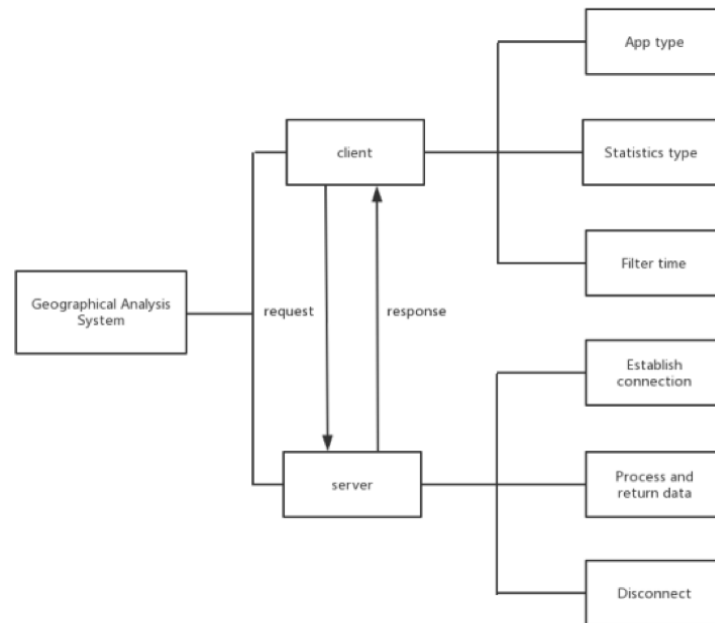 App type
client
Statistics type
Filter time
Geographical Analysis
System
request
response
Establish
connection
server
Process and
return data
Disconnect